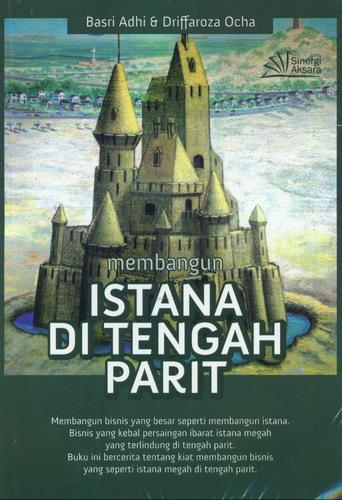 Basri Adhi & Driffaroza Ocha
Sinergi
Aksara
membangun
ISTANA
DI TENGAH
PARIT
Membangun bisnis yang besar seperti membangun istana.
Bisnis yang kebal persaingan ibarat istana megah
yang terlindung di tengah parit.
Buku ini bercerita tentang kiat membangun bisnis
yang seperti istana megah di tengah parit.